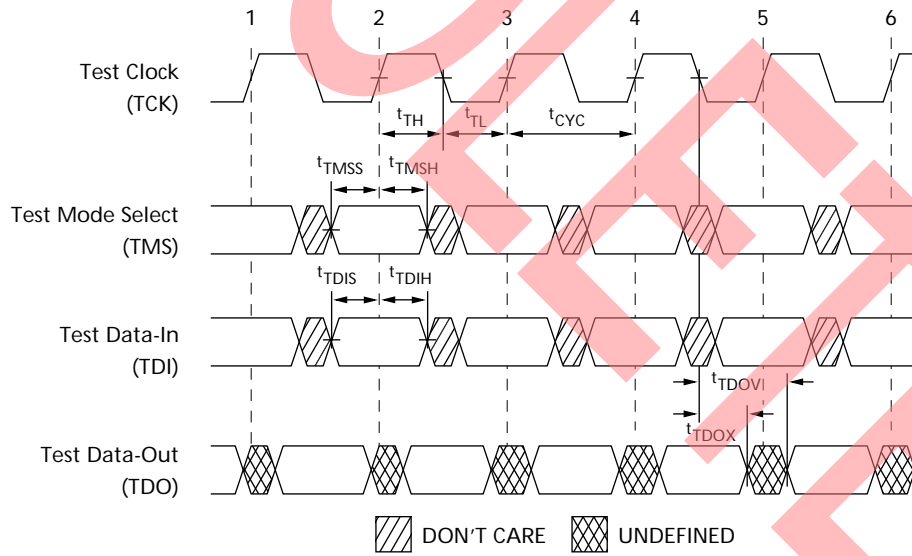 1 2 3 4 5 6
Test Clock
(TCK)
tTH tTL tCYC
tTMSS tTMSH
Test Mode Select
(TMS)
tTDIS tTDIH
Test Data-In
(TDI)
tTDOVI
tTDOX
Test Data-Out
(TDO)
DON'T CARE UNDEFINED